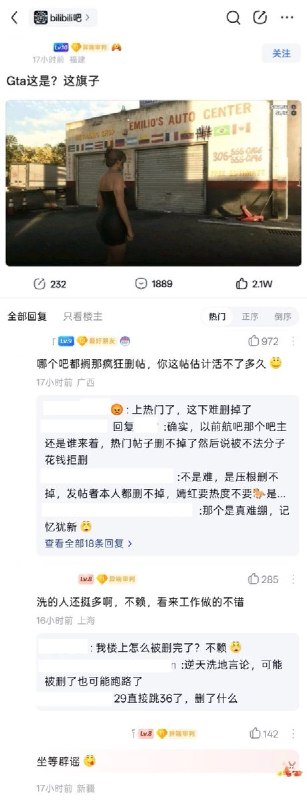 bilibili吧
Lv.10
17小时前 福建
关注
Gta这是？这旗子
EMILIO'S AUTO CENTER
232
1889
2.1W
全部回复
只看楼主
热门
正序
倒序
Lv.9
972
哪个吧都搁那疯狂删帖，你这帖估计活不了多久
17小时前 广西
：上热门了，这下难删掉了
回复
：确实，以前航吧那个吧主
还是谁来着，热门帖子删不掉了然后说被不法分子
花钱拒删
：不是难，是压根删不
掉，发帖者本人都删不掉，嫣红要热度不要
是...
：那个是真难绷，记
忆犹新
查看全部18条回复
Lv.8
285
洗的人还挺多啊，不赖，看来工作做的不错
16小时前 上海
：我楼上怎么被删完了？不赖
：逆天洗地言论，可能
被删了也可能跑路了
29直接跳36了，删了什么
Lv.8
142
坐等辟谣
17小时前 新疆